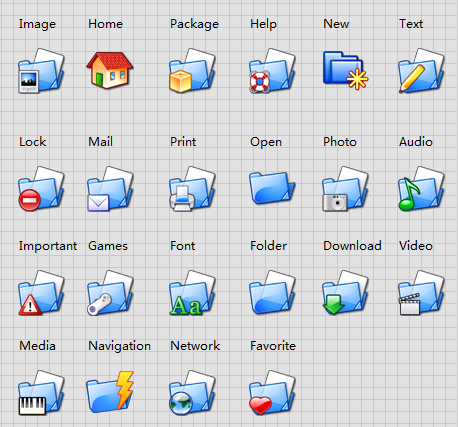 Image Home Package Help New Text
Lock Mail Print Open Photo Audio
Important Games Font Folder Download Video
Aa
Media Navigation Network Favorite